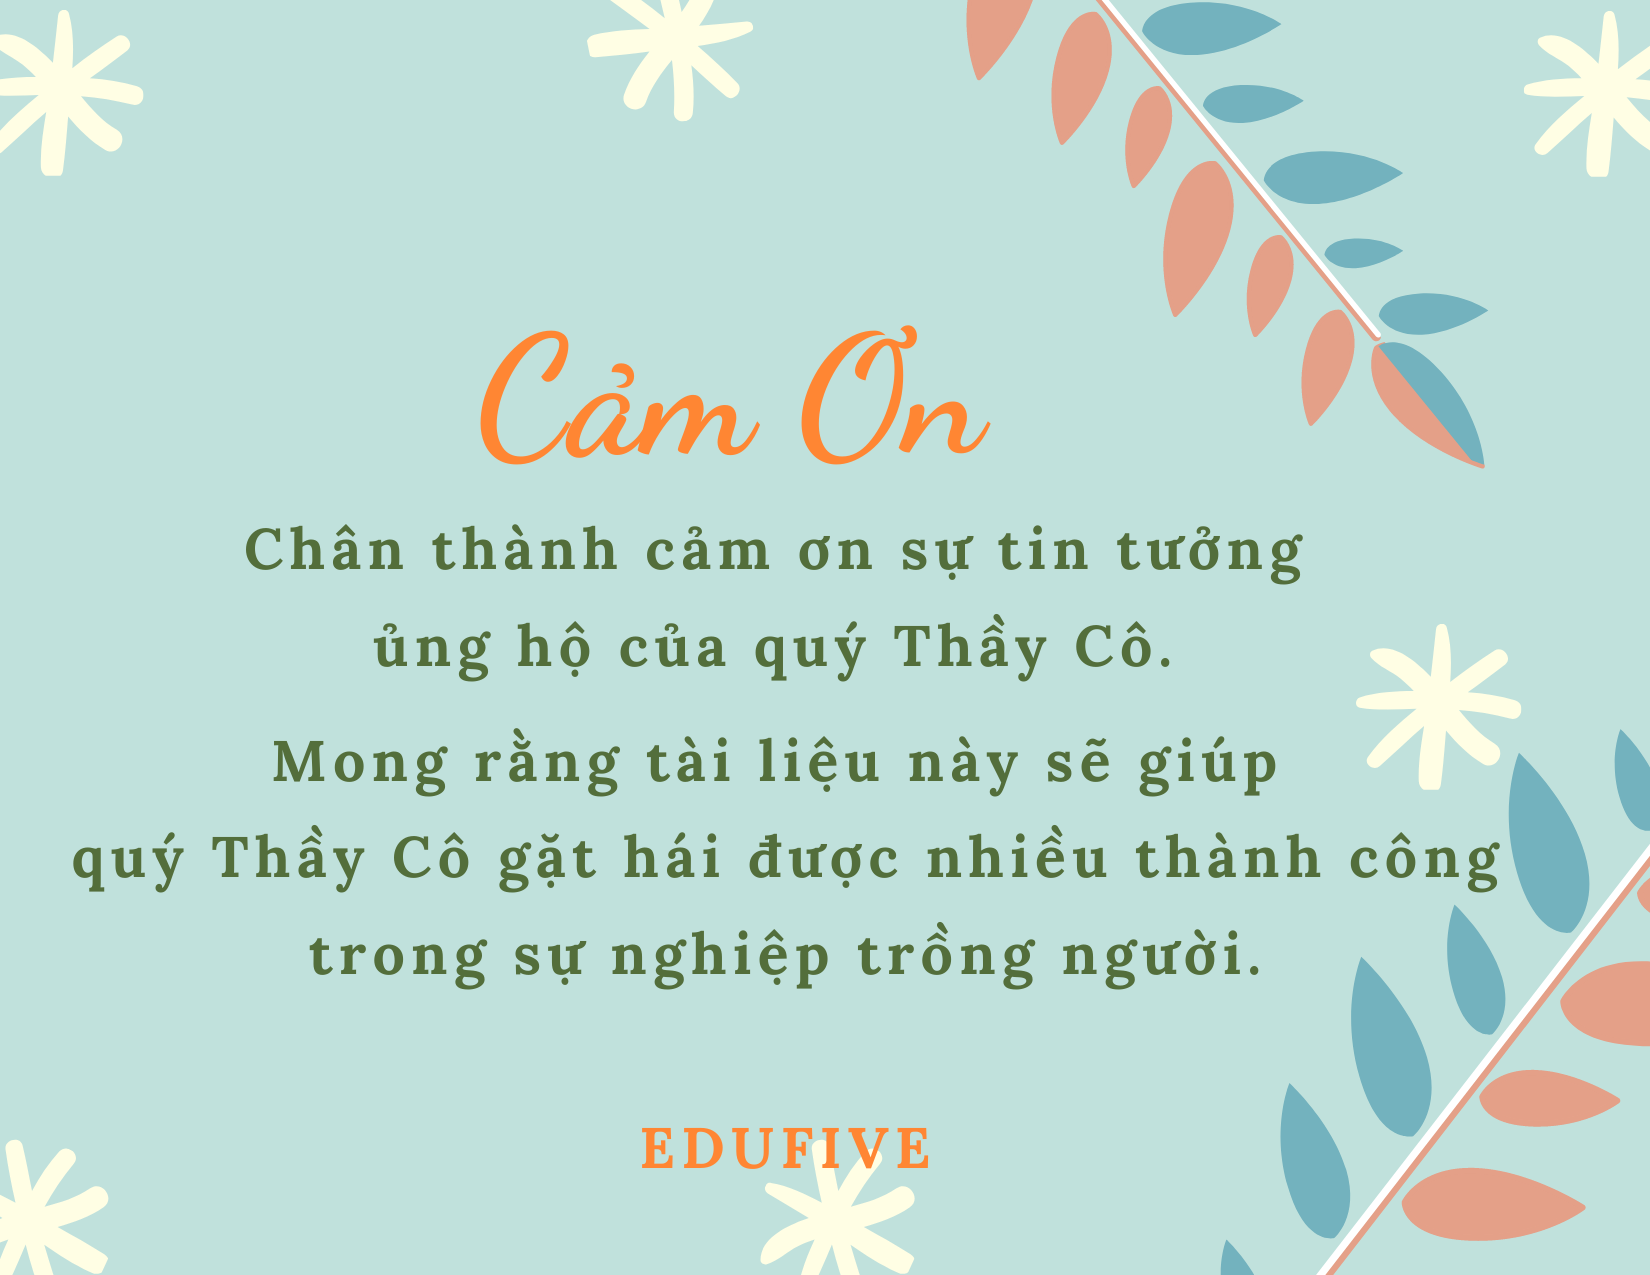 Cảm Ơn
Chân thành cảm ơn sự tin tưởng
ủng hộ của quý Thầy Cô.
Mong rằng tài liệu này sẽ giúp
quý Thầy Cô gặt hái được nhiều thành công
trong sự nghiệp trồng người.
EDUFIVE